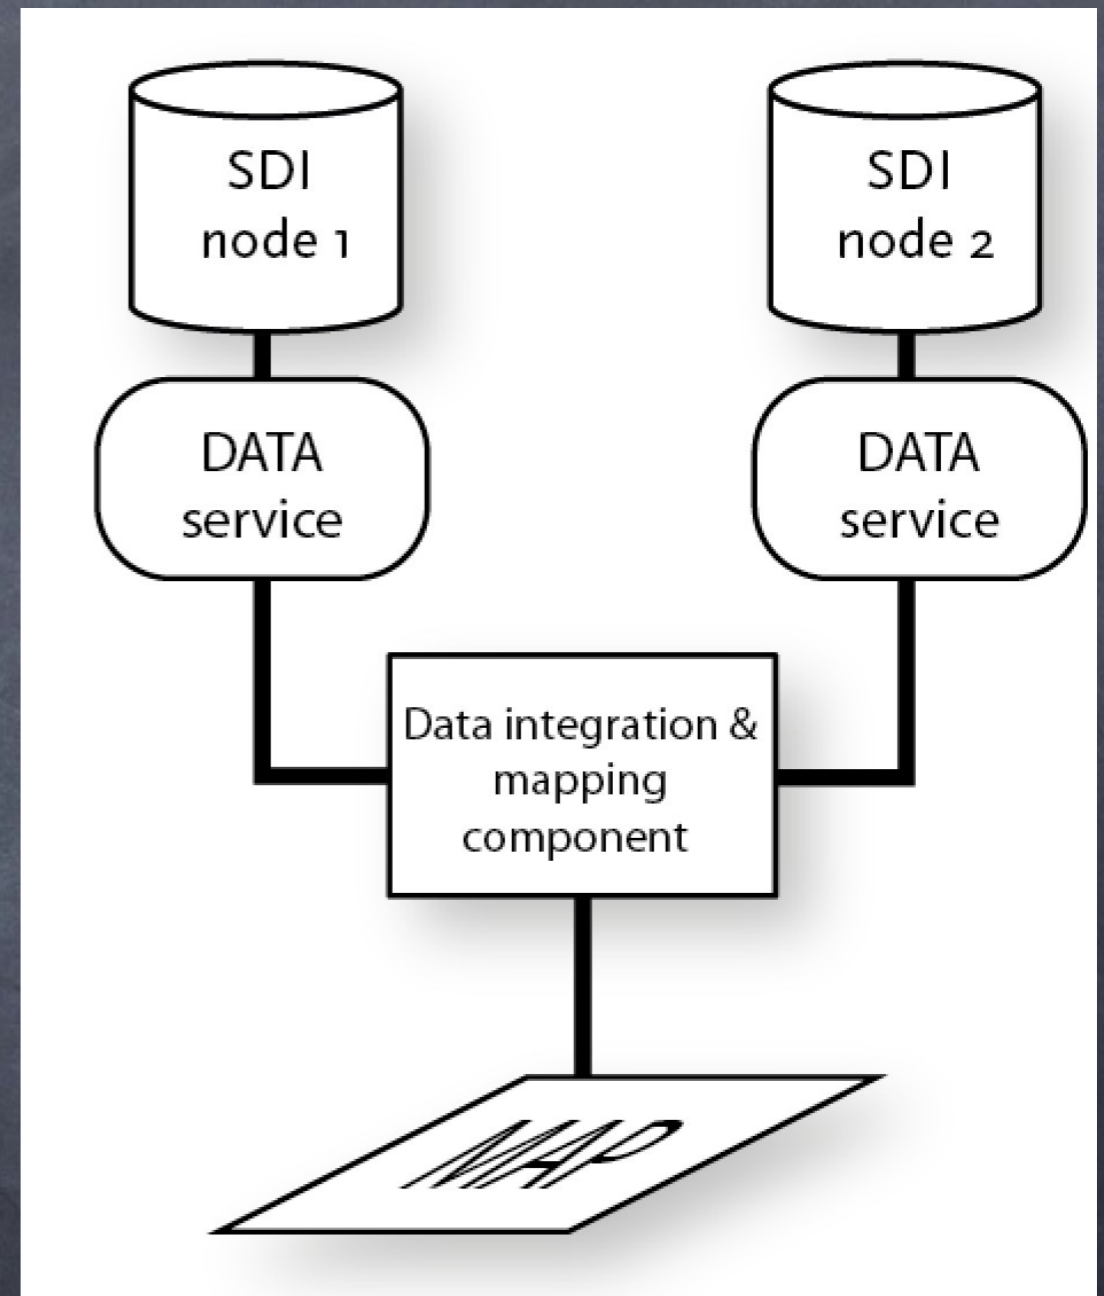 SDI
node 1
SDI
node 2
DATA
service
DATA
service
Data integration &
mapping
component
MAP